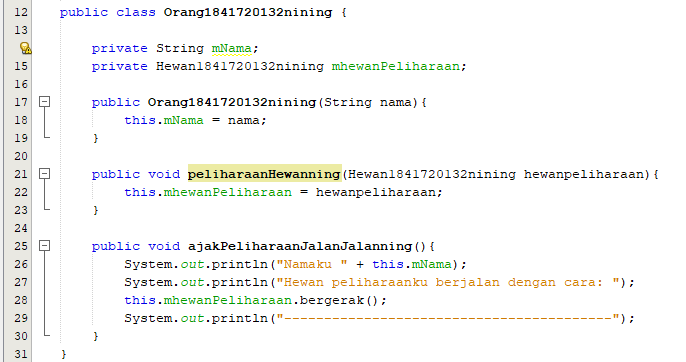 12 public class Orang1841720132nining {
13
private String mNama;
15 private Hewan1841720132nining mhewanPeliharaan;
16
17 public Orang1841720132nining(String nama){
18 this.mNama = nama;
19 }
20
21 public void peliharaanHewanning(Hewan1841720132nining hewanpeliharaan){
22 this.mhewanPeliharaan = hewanpeliharaan;
23 }
24
25 public void ajakPeliharaanJalanJalanning(){
26 System.out.println("Namaku " + this.mNama);
27 System.out.println("Hewan peliharaanku berjalan dengan cara: ");
28 this.mhewanPeliharaan.bergerak();
29 System.out.println("-----------------------------------------");
30 }
31 }